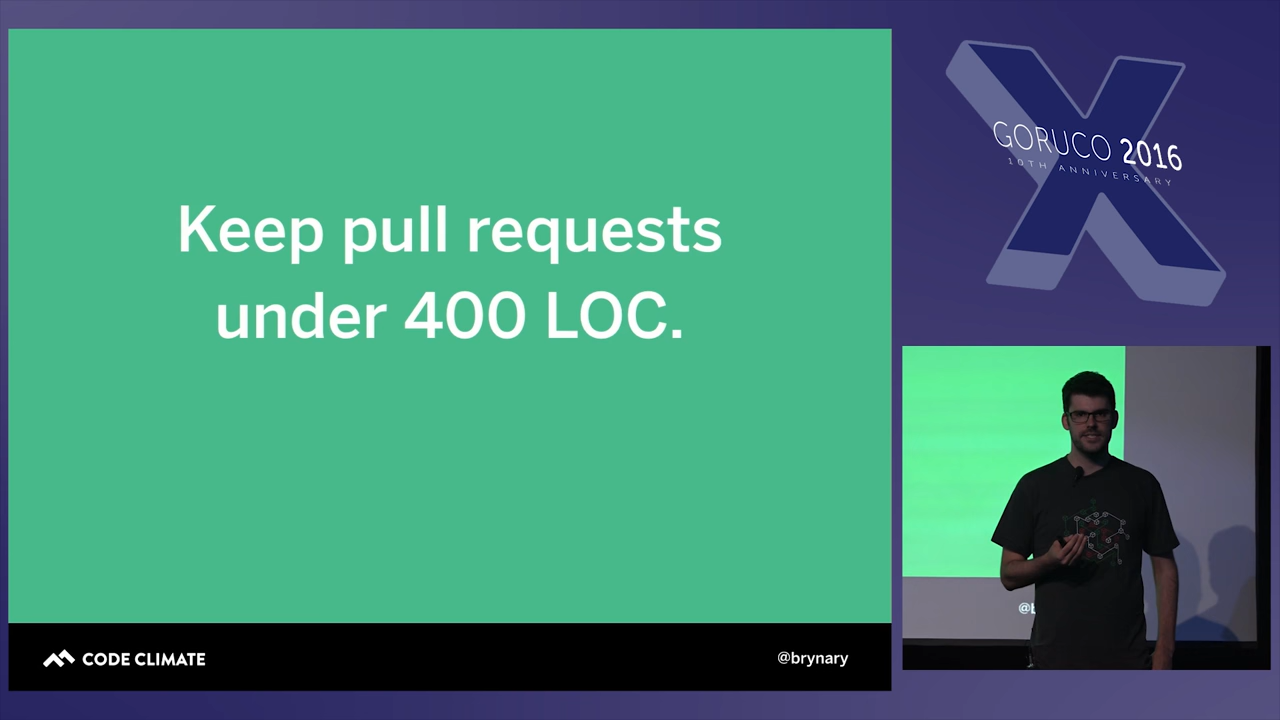 Keep pull requests
under 400 LOC.
CODE CLIMATE
@brynary
GORUCO 2016
10TH ANNIVERSARY